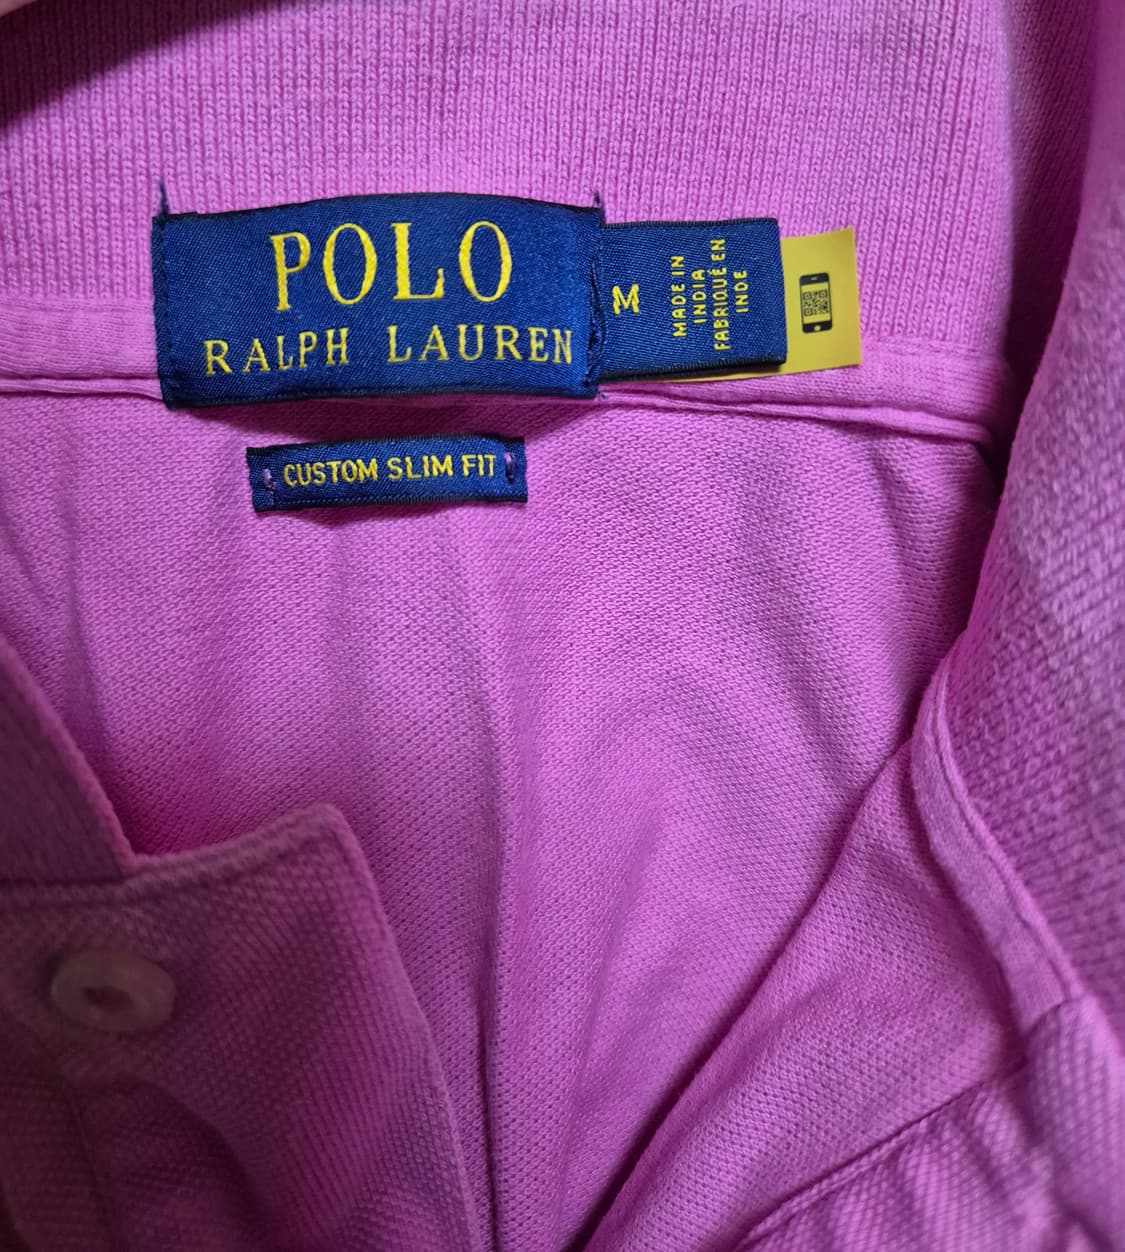 POLO
RALPH LAUREN
M
MADE IN
INDIA
FABRIQUÉ EN
INDE
CUSTOM SLIM FIT